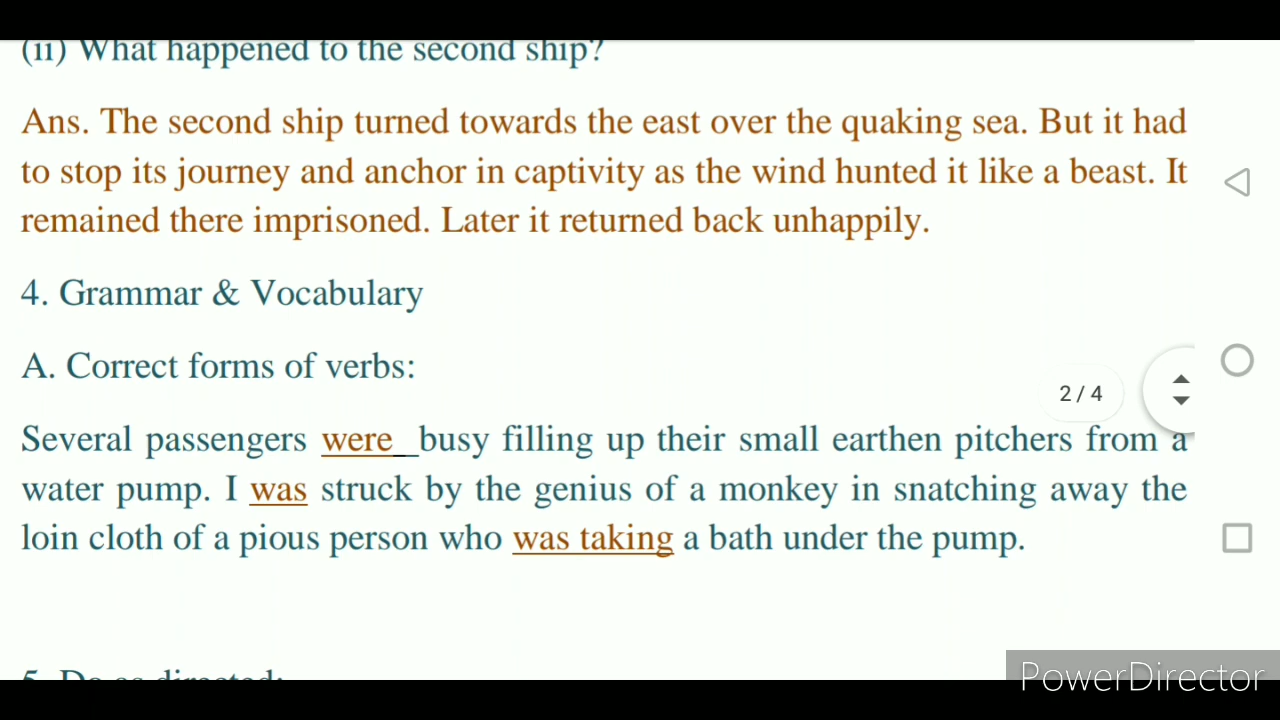 (ii) What happened to the second ship?
Ans. The second ship turned towards the east over the quaking sea. But it had
to stop its journey and anchor in captivity as the wind hunted it like a beast. It
remained there imprisoned. Later it returned back unhappily.
4. Grammar & Vocabulary
A. Correct forms of verbs:
2 / 4
Several passengers were busy filling up their small earthen pitchers from a
water pump. I was struck by the genius of a monkey in snatching away the
loin cloth of a pious person who was taking a bath under the pump.
5. Do as directed:
PowerDirector